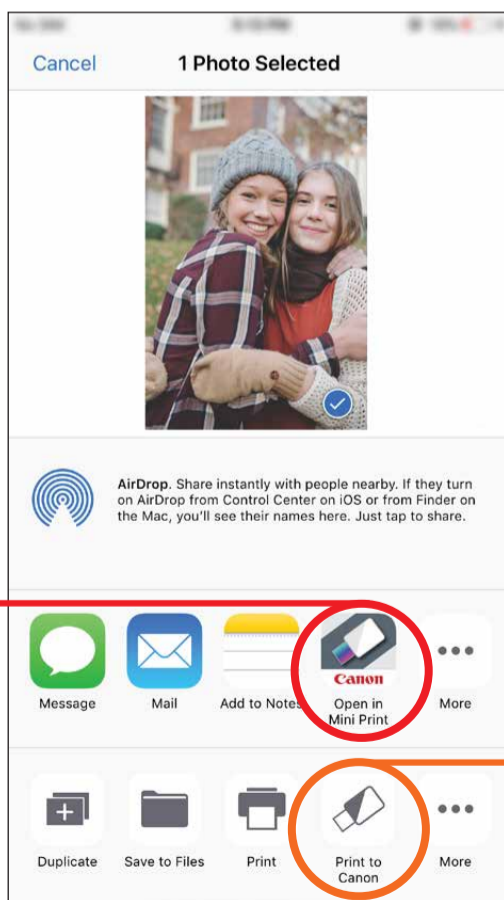 Cancel
1 Photo Selected
AirDrop. Share instantly with people nearby. If they turn
on AirDrop from Control Center on iOS or from Finder on
the Mac, you'll see their names here. Just tap to share.
Canon
Message
Mail
Add to Notes
Open in
Mini Print
More
Duplicate
Save to Files
Print
Print to
Canon
More